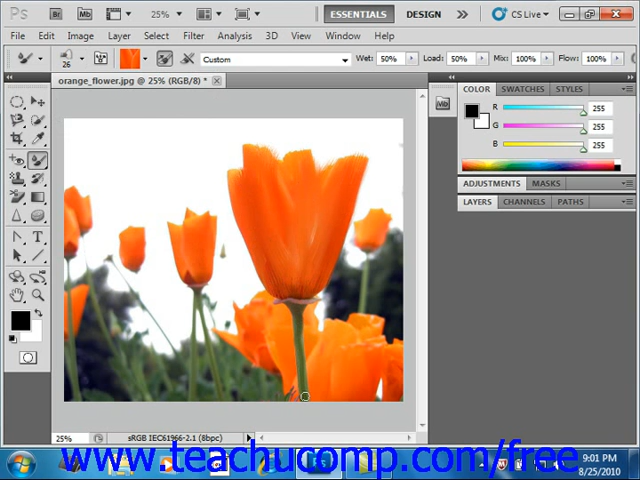 Ps Br Mb 25% ESSENTIALS DESIGN CS Live
File Edit Image Layer Select Filter Analysis 3D View Window Help
26 Custom Wet: 50% Load: 50% Mix: 100% Flow: 100%
orange_flower.jpg @ 25% (RGB/8) *
COLOR SWATCHES STYLES
Mb
R 255
G 255
B 255
ADJUSTMENTS MASKS
LAYERS CHANNELS PATHS
T
25% sRGB IEC61966-2.1 (8bpc)
www.teachucomp.com/free
9:01 PM
8/25/2010